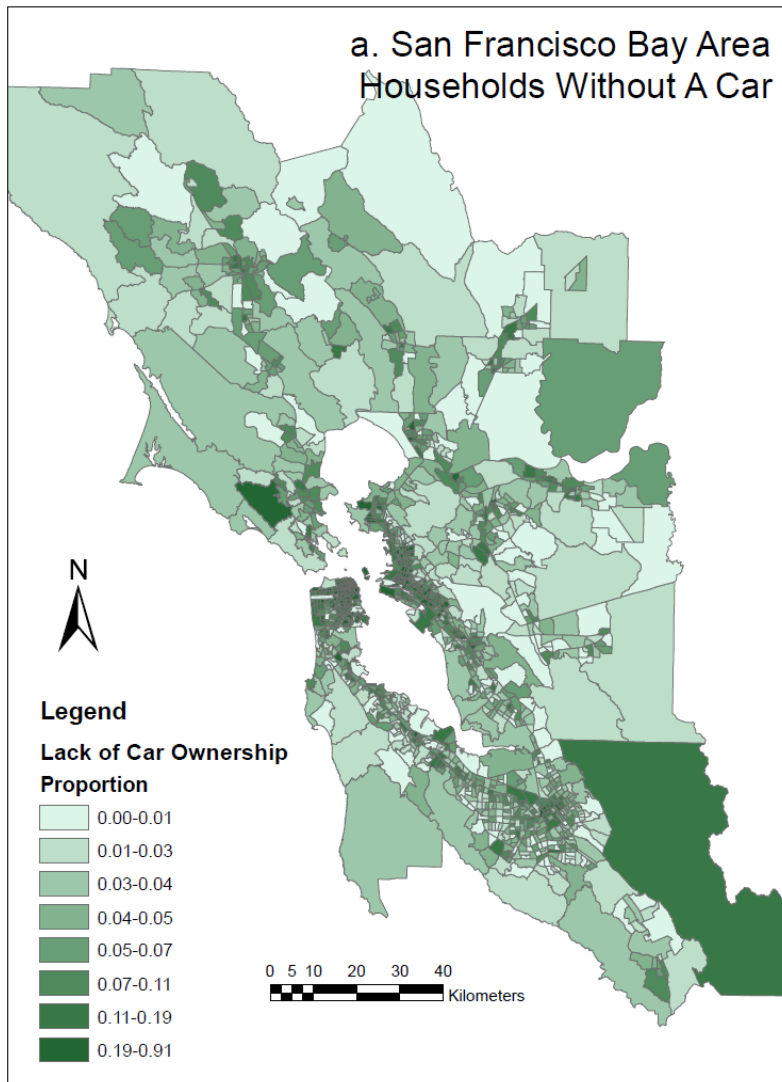 a. San Francisco Bay Area
Households Without A Car
N
Legend
Lack of Car Ownership
Proportion
0.00-0.01
0.01-0.03
0.03-0.04
0.04-0.05
0.05-0.07
0.07-0.11
0.11-0.19
0.19-0.91
0 5 10 20 30 40
Kilometers